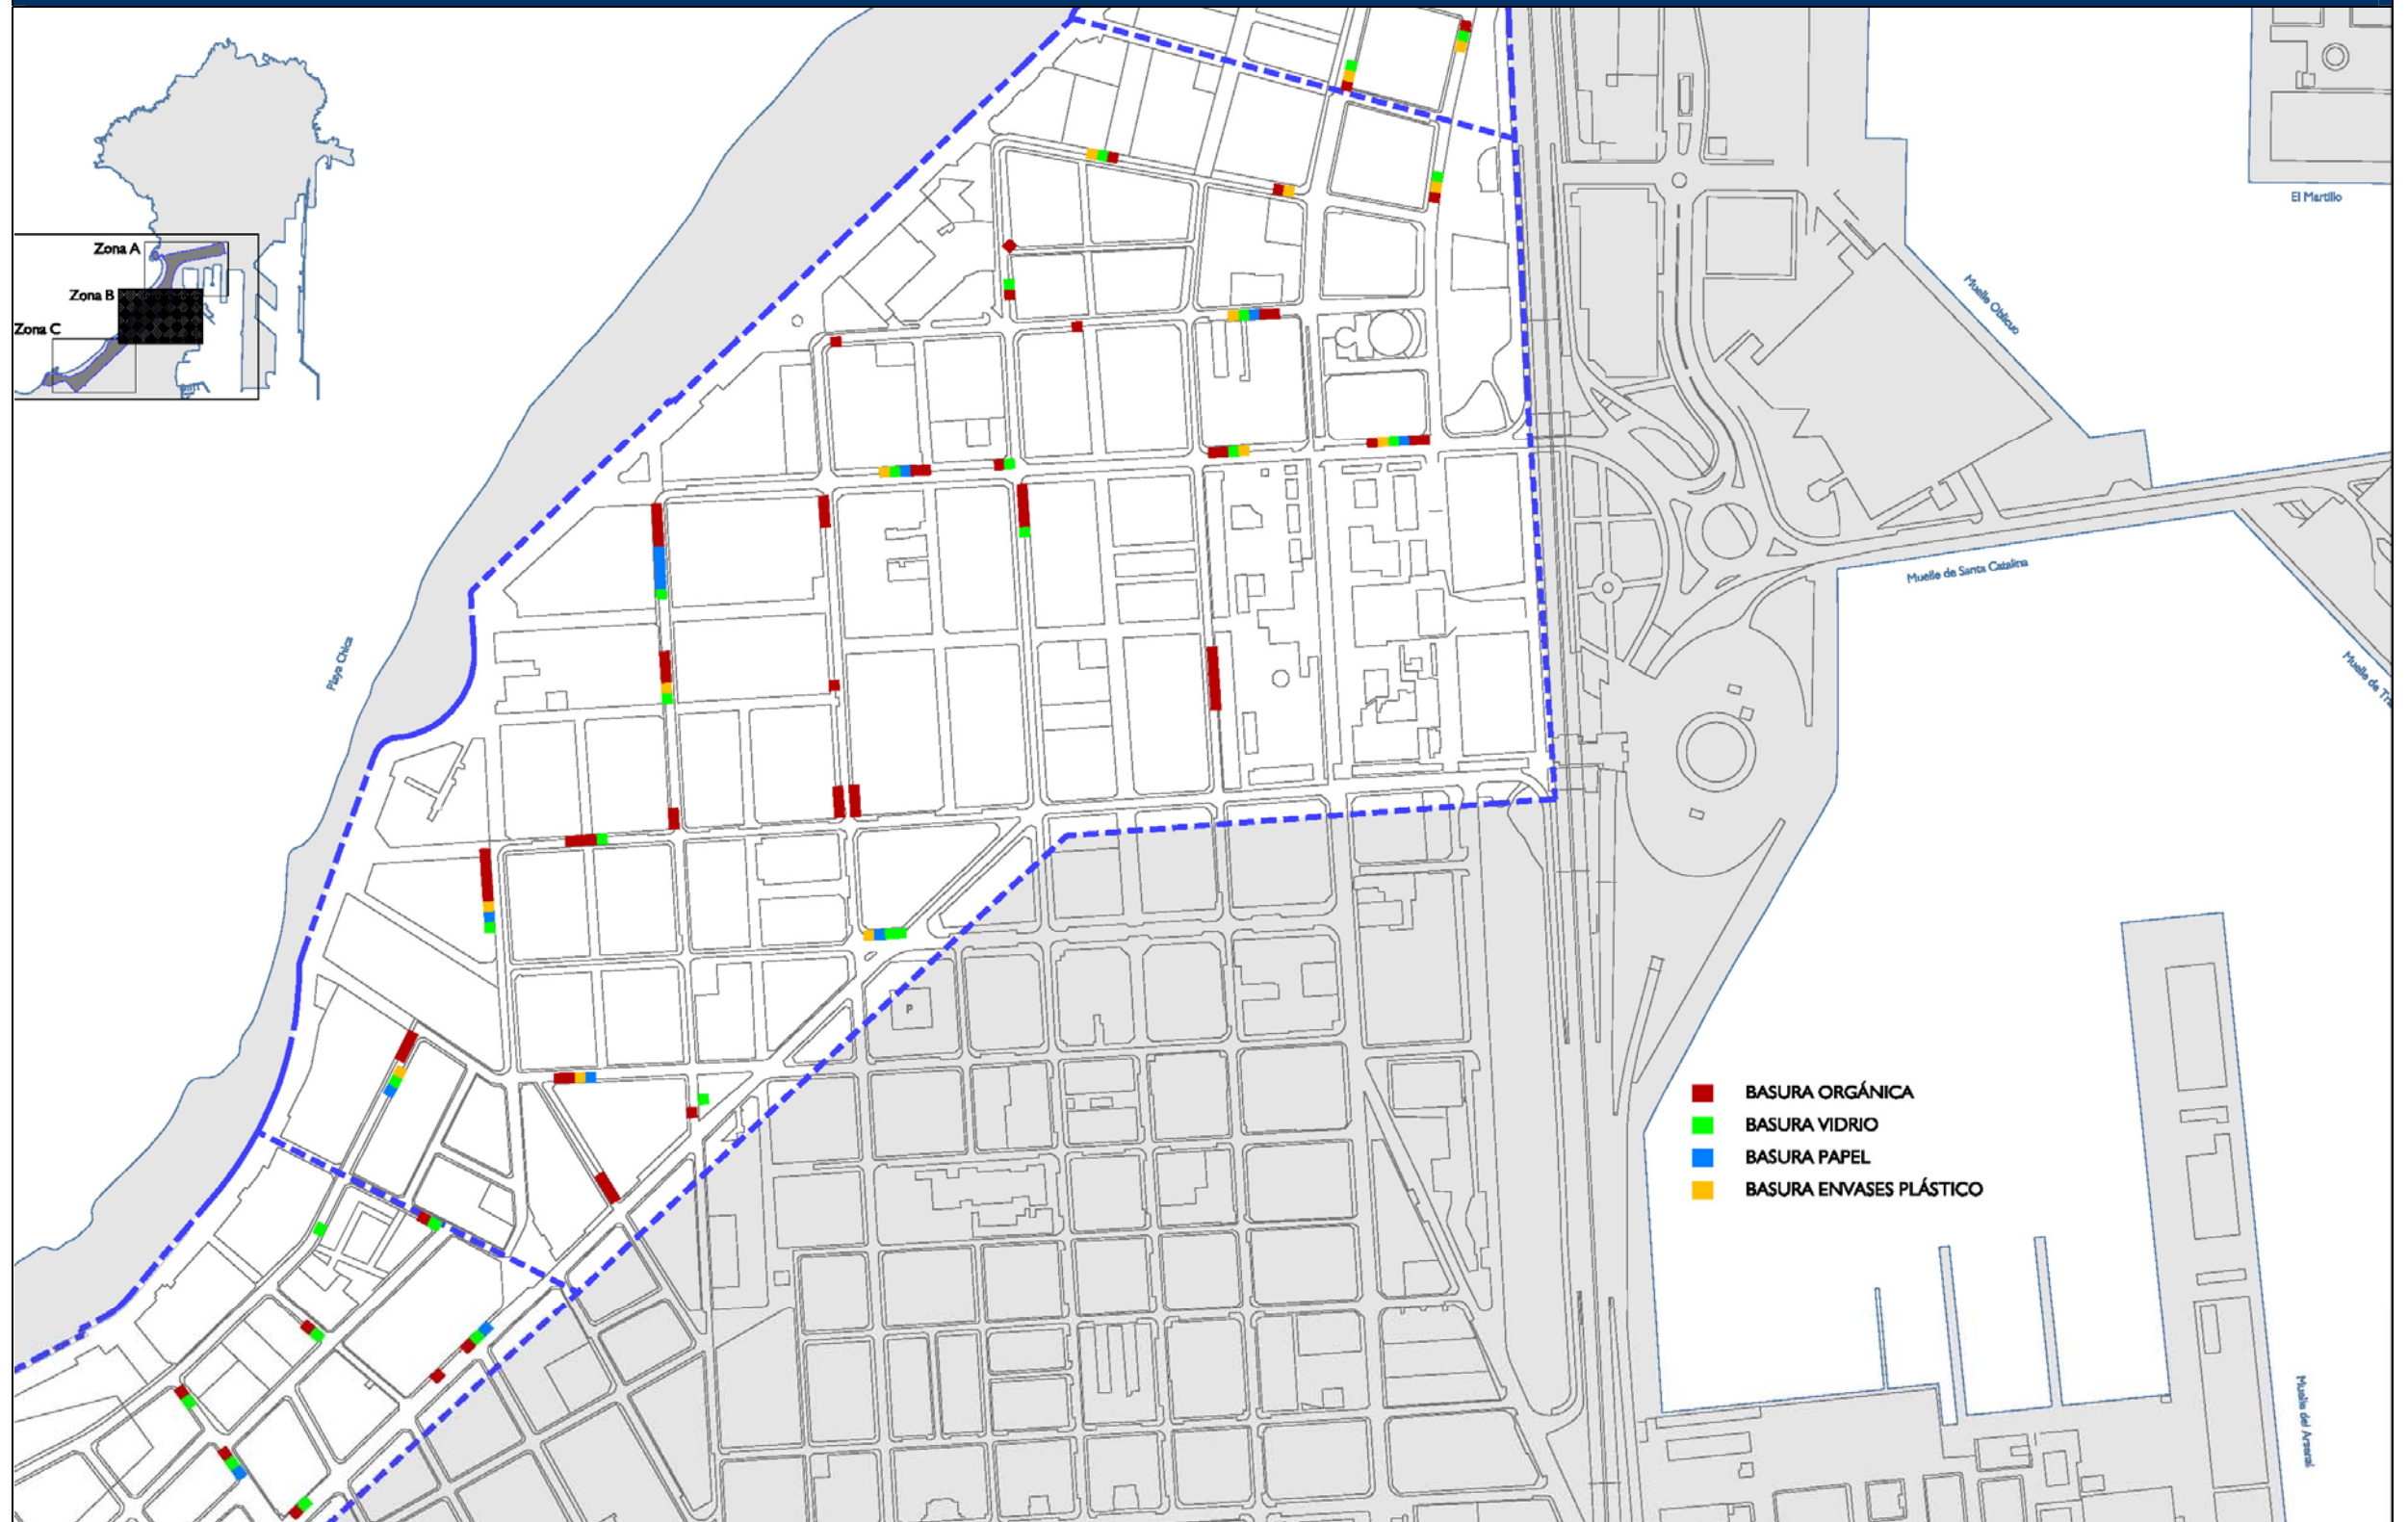 El Martillo
Zona A
Muelle Oblicuo
Zona B
Zona C
Muelle de Santa Catalina
Playa Chica
P
BASURA ORGÁNICA
BASURA VIDRIO
BASURA PAPEL
BASURA ENVASES PLÁSTICO
Muelle del Arsenal